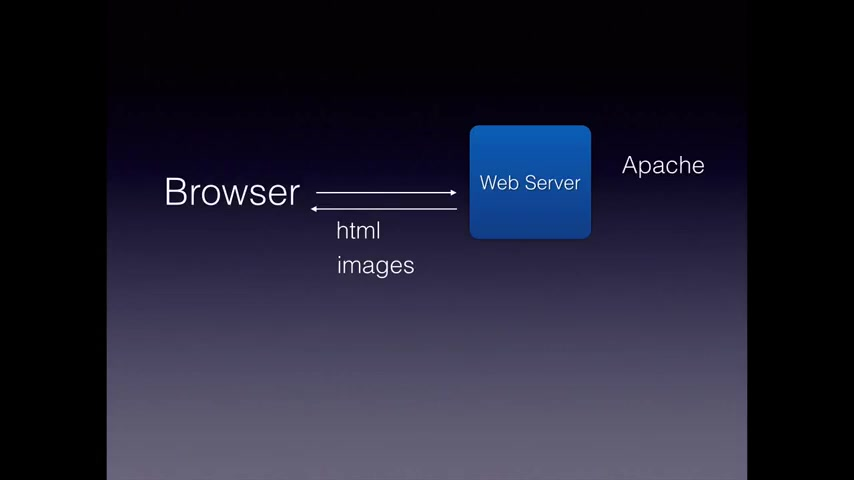 Browser
Web Server
Apache
html
images